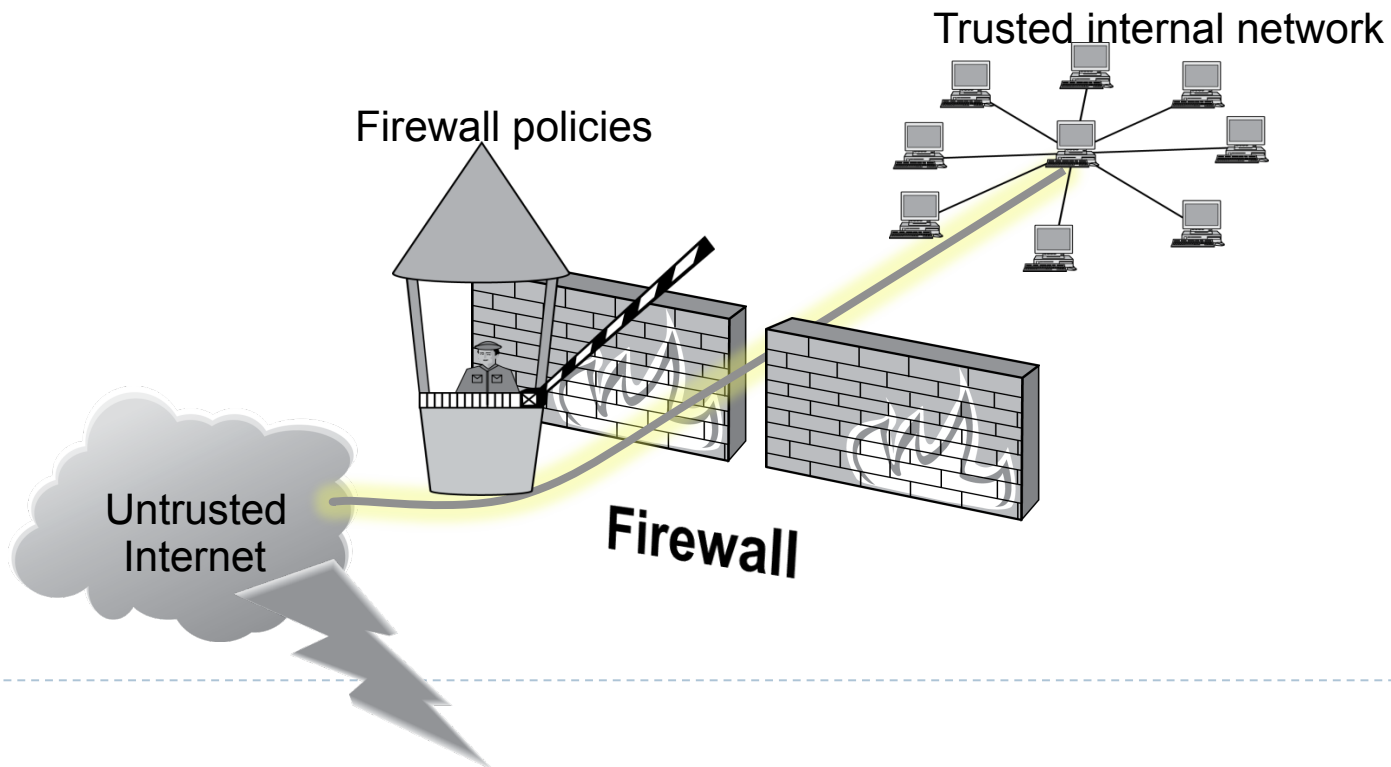 Trusted internal network
Firewall policies
Untrusted
Internet
Firewall